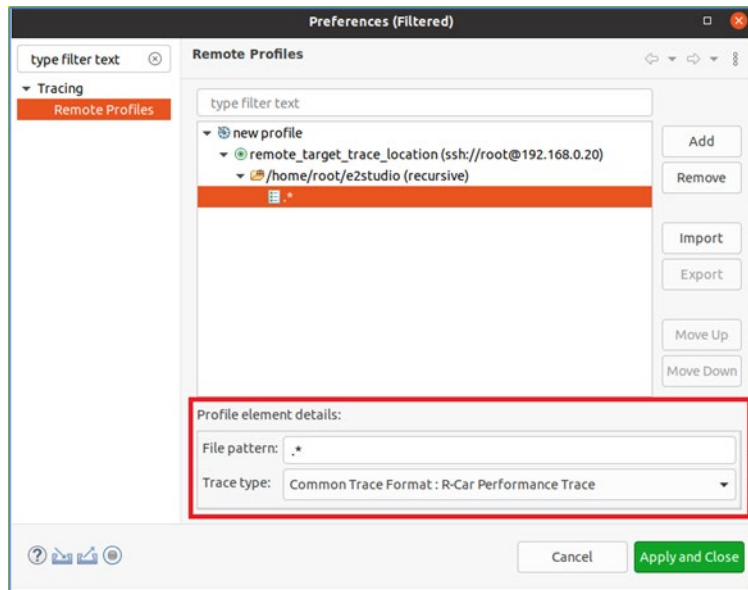 Preferences (Filtered)
type filter text
Tracing
Remote Profiles
Remote Profiles
type filter text
new profile
remote_target_trace_location (ssh://root@192.168.0.20)
/home/root/e2studio (recursive)
.*
Add
Remove
Import
Export
Move Up
Move Down
Profile element details:
File pattern: .*
Trace type: Common Trace Format : R-Car Performance Trace
Cancel
Apply and Close